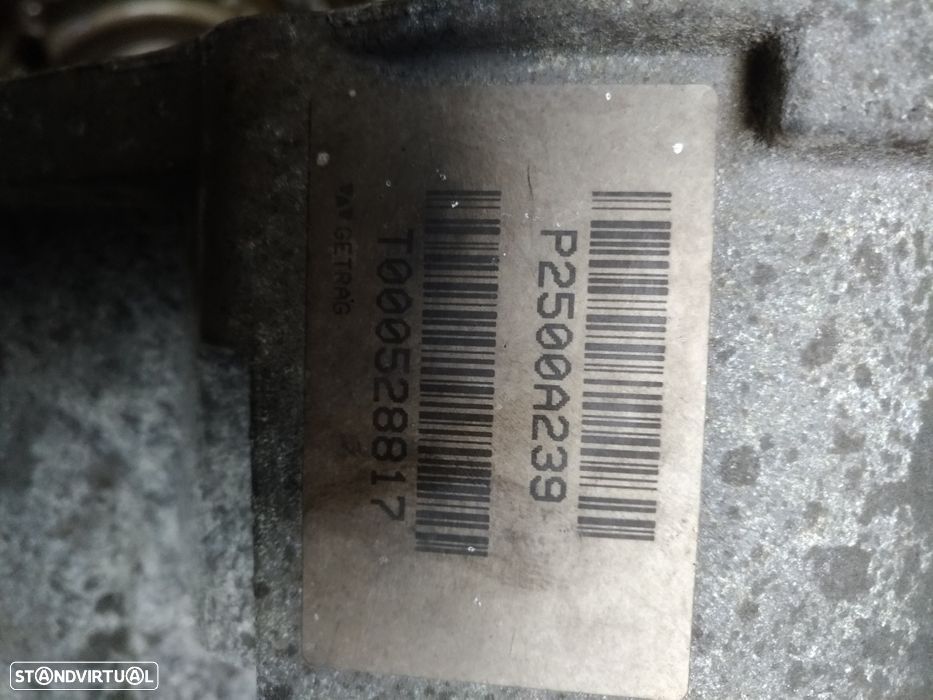 P2500A239
T000528817
GETRAG
STANDVIRTUAL